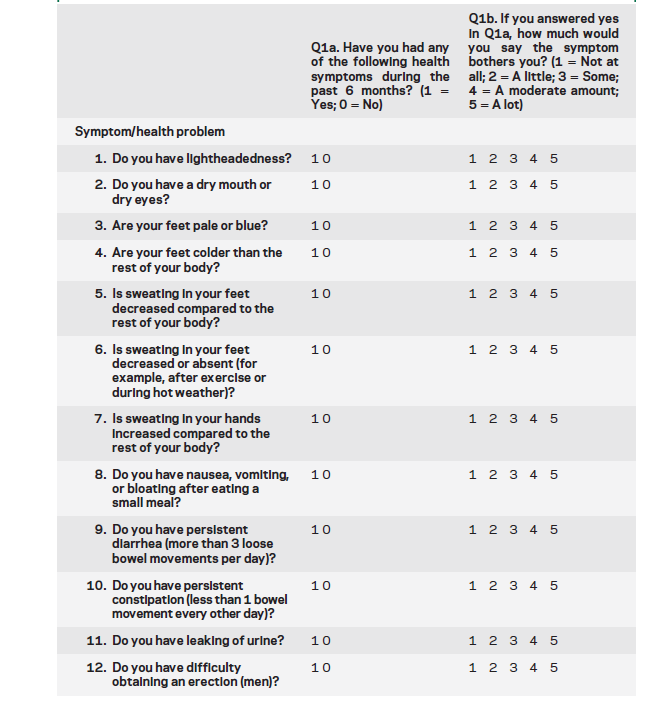 Q1a. Have you had any
of the following health
symptoms during the
past 6 months? (1 =
Yes; 0 = No)
Q1b. If you answered yes
in Q1a, how much would
you say the symptom
bothers you? (1 = Not at
all; 2 = A little; 3 = Some;
4 = A moderate amount;
5 = A lot)
Symptom/health problem
1. Do you have lightheadedness? 1 0 1 2 3 4 5
2. Do you have a dry mouth or 1 0 1 2 3 4 5
dry eyes?
3. Are your feet pale or blue? 1 0 1 2 3 4 5
4. Are your feet colder than the 1 0 1 2 3 4 5
rest of your body?
5. Is sweating in your feet 1 0 1 2 3 4 5
decreased compared to the
rest of your body?
6. Is sweating in your feet 1 0 1 2 3 4 5
decreased or absent (for
example, after exercise or
during hot weather)?
7. Is sweating in your hands 1 0 1 2 3 4 5
increased compared to the
rest of your body?
8. Do you have nausea, vomiting, 1 0 1 2 3 4 5
or bloating after eating a
small meal?
9. Do you have persistent 1 0 1 2 3 4 5
diarrhea (more than 3 loose
bowel movements per day)?
10. Do you have persistent 1 0 1 2 3 4 5
constipation (less than 1 bowel
movement every other day)?
11. Do you have leaking of urine? 1 0 1 2 3 4 5
12. Do you have difficulty 1 0 1 2 3 4 5
obtaining an erection (men)?